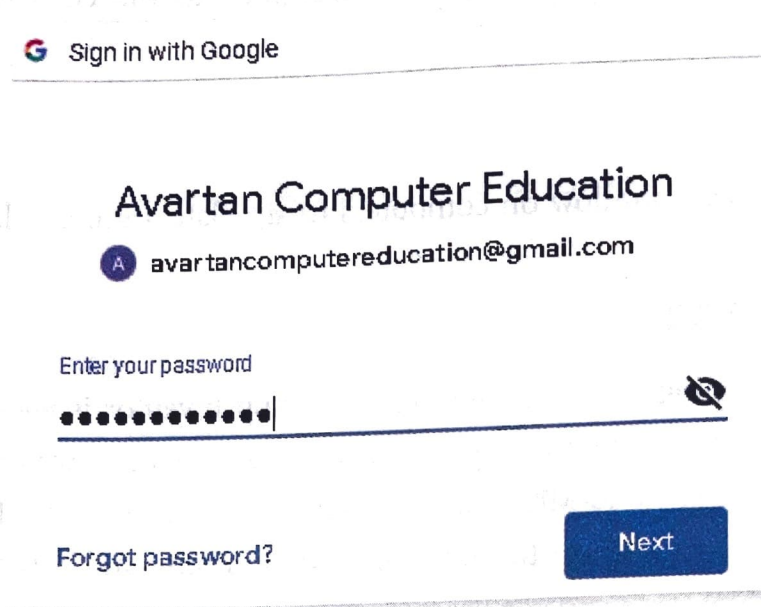 Sign in with Google
Avartan Computer Education
A avartancomputereducation@gmail.com
Enter your password
••••••••••••
Forgot password?
Next